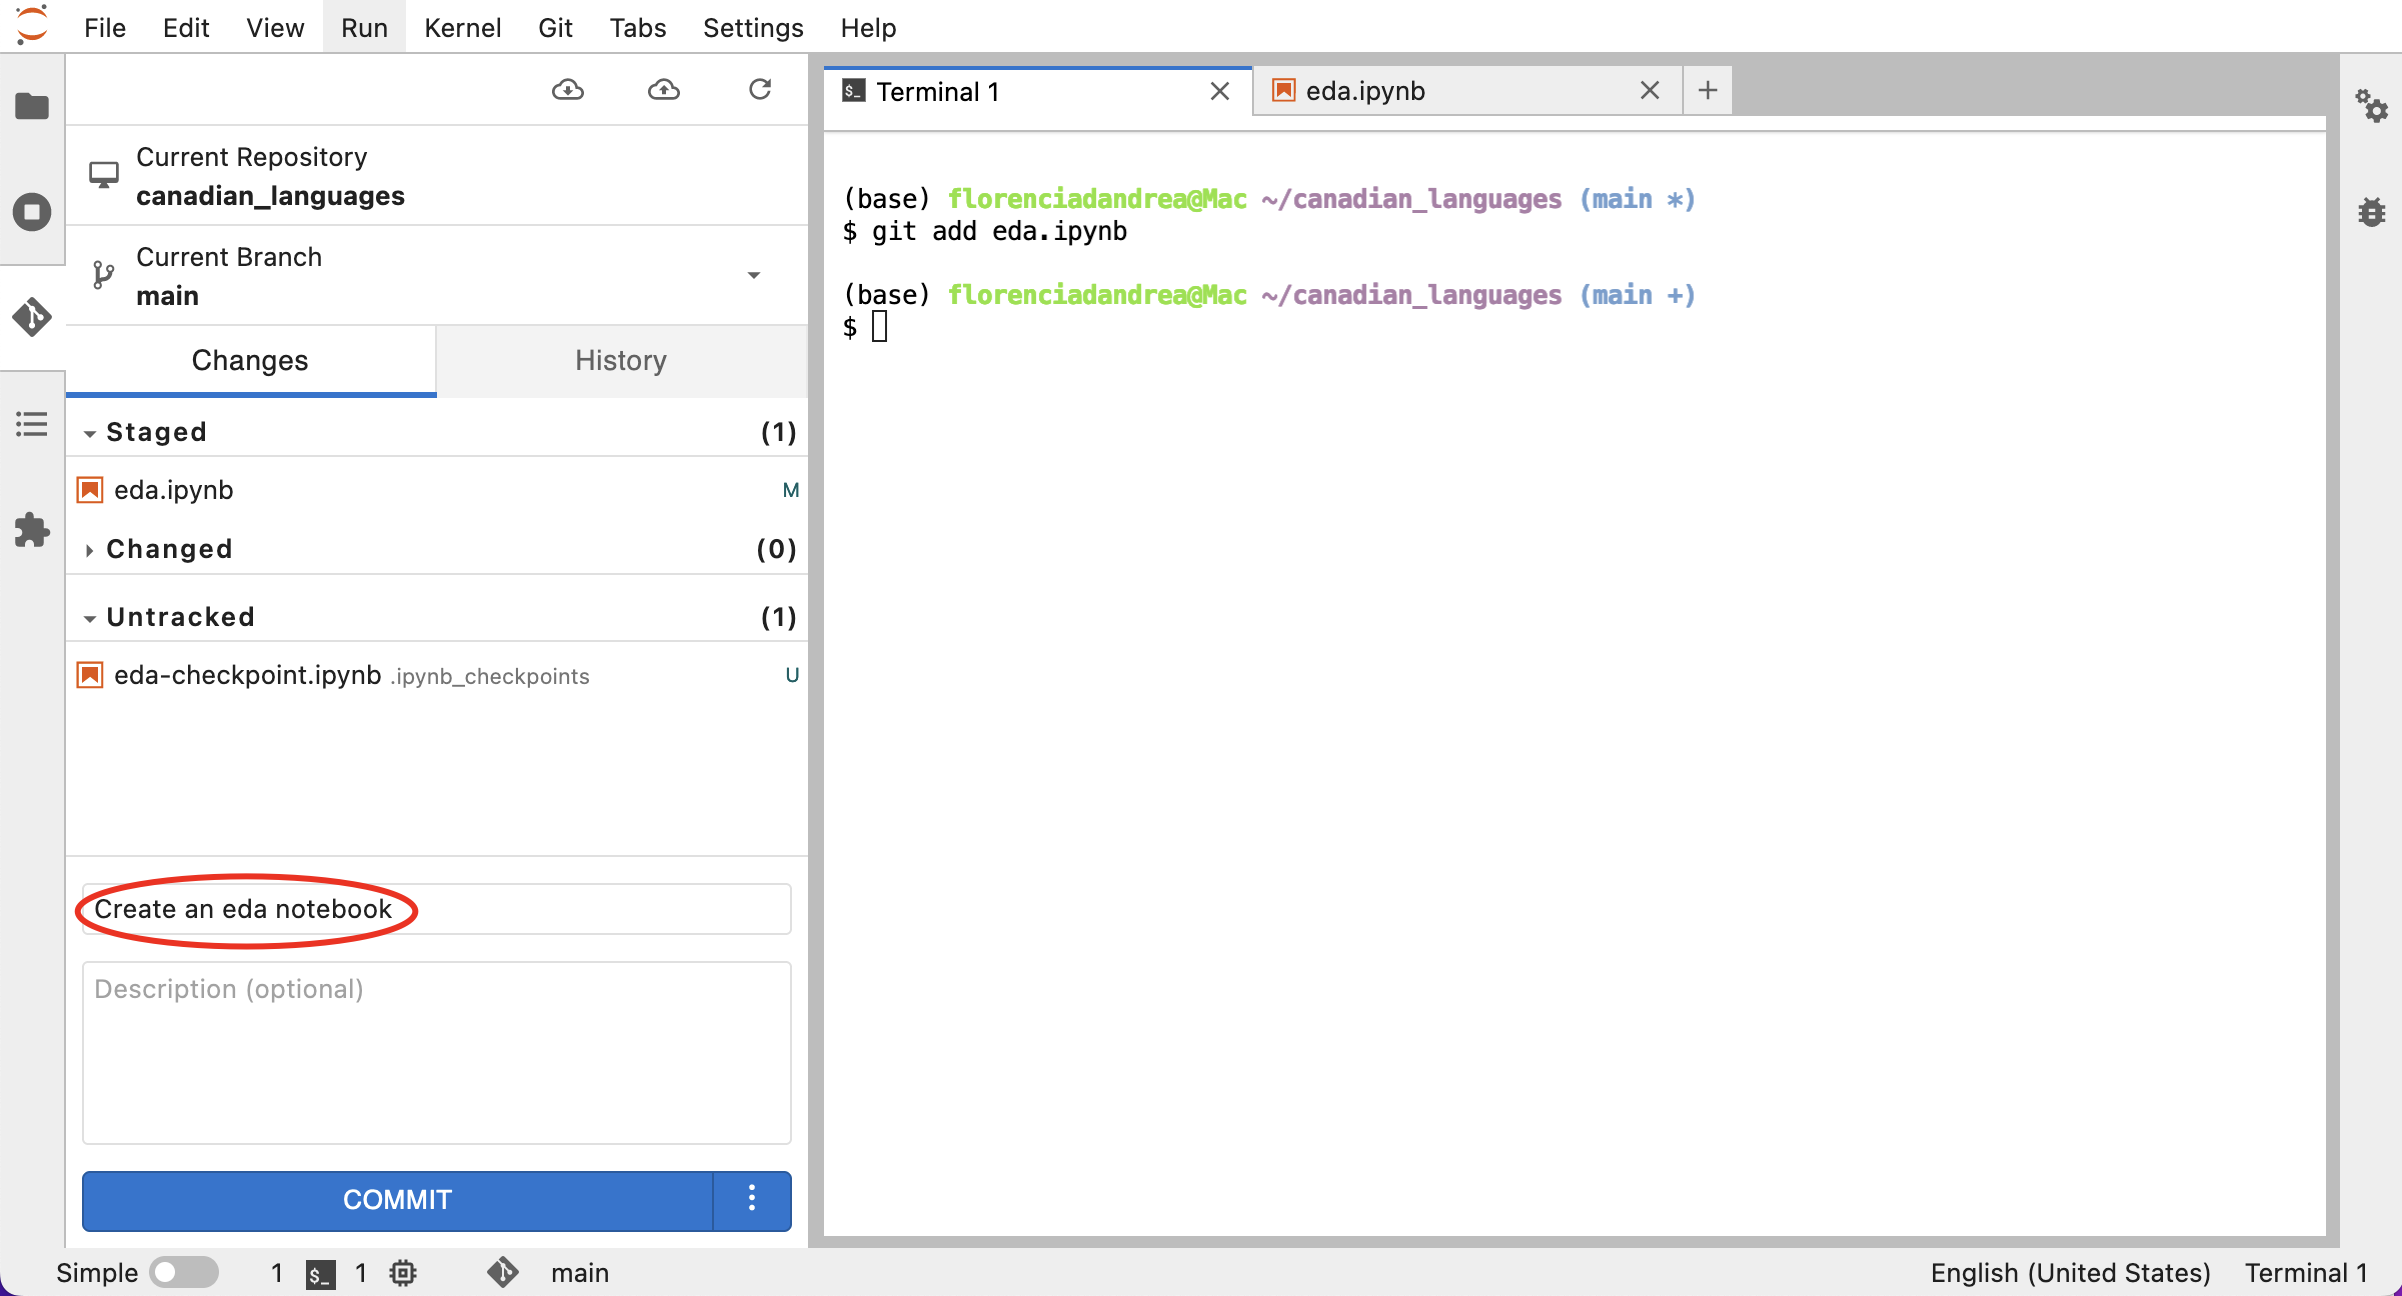 File Edit View Run Kernel Git Tabs Settings Help
Current Repository
canadian_languages
Current Branch
main
Changes History
Staged (1)
eda.ipynb M
Changed (0)
Untracked (1)
eda-checkpoint.ipynb .ipynb_checkpoints U
Create an eda notebook
Description (optional)
COMMIT
$_ Terminal 1 eda.ipynb
(base) florenciadandrea@Mac ~/canadian_languages (main *)
$ git add eda.ipynb
(base) florenciadandrea@Mac ~/canadian_languages (main +)
$
Simple 1 $_ 1 main English (United States) Terminal 1